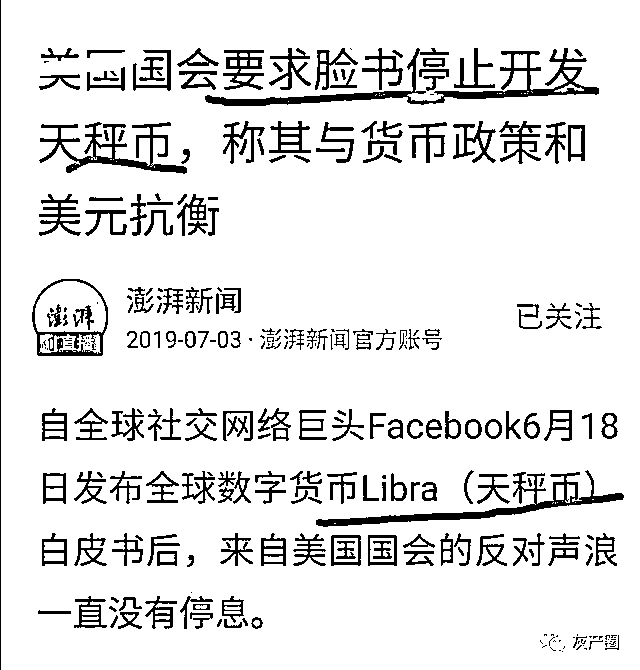 美国国会要求脸书停止开发
天秤币，称其与货币政策和
美元抗衡
澎湃
直播
澎湃新闻
已关注
2019-07-03 · 澎湃新闻官方账号
自全球社交网络巨头Facebook6月18
日发布全球数字货币Libra（天秤币）
白皮书后，来自美国国会的反对声浪
一直没有停息。
灰产圈